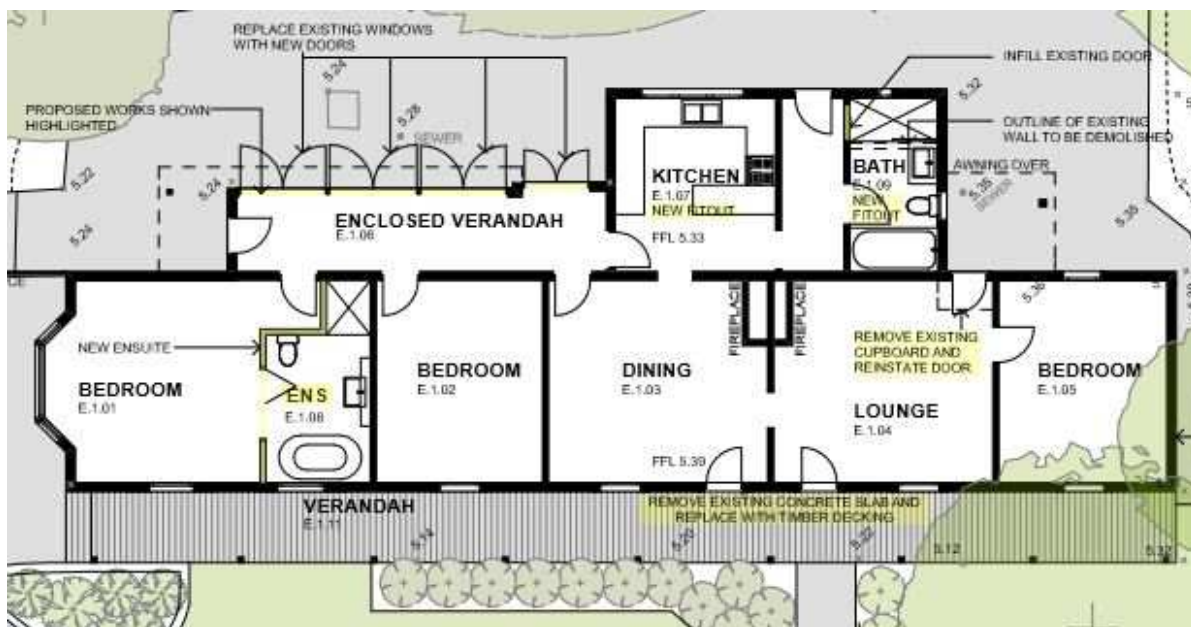 REPLACE EXISTING WINDOWS
WITH NEW DOORS
5.24
5.28
SEWER
PROPOSED WORKS SHOWN
HIGHLIGHTED
5.22
5.24
5.24
INFILL EXISTING DOOR
5.32
OUTLINE OF EXISTING
WALL TO BE DEMOLISHED
AWNING OVER
5.35
SEWER
5.35
KITCHEN
E.1.07
NEW FITOUT
FFL 5.33
BATH
E.1.09
NEW
FITOUT
ENCLOSED VERANDAH
E.1.06
NEW ENSUITE
BEDROOM
E.1.01
ENS
E.1.08
BEDROOM
E.1.02
DINING
E.1.03
FFL 5.39
FIREPLACE
FIREPLACE
REMOVE EXISTING
CUPBOARD AND
REINSTATE DOOR
LOUNGE
E.1.04
5.36
BEDROOM
E.1.05
VERANDAH
E.1.11
REMOVE EXISTING CONCRETE SLAB AND
REPLACE WITH TIMBER DECKING
5.14
5.20
5.22
5.12
5.32